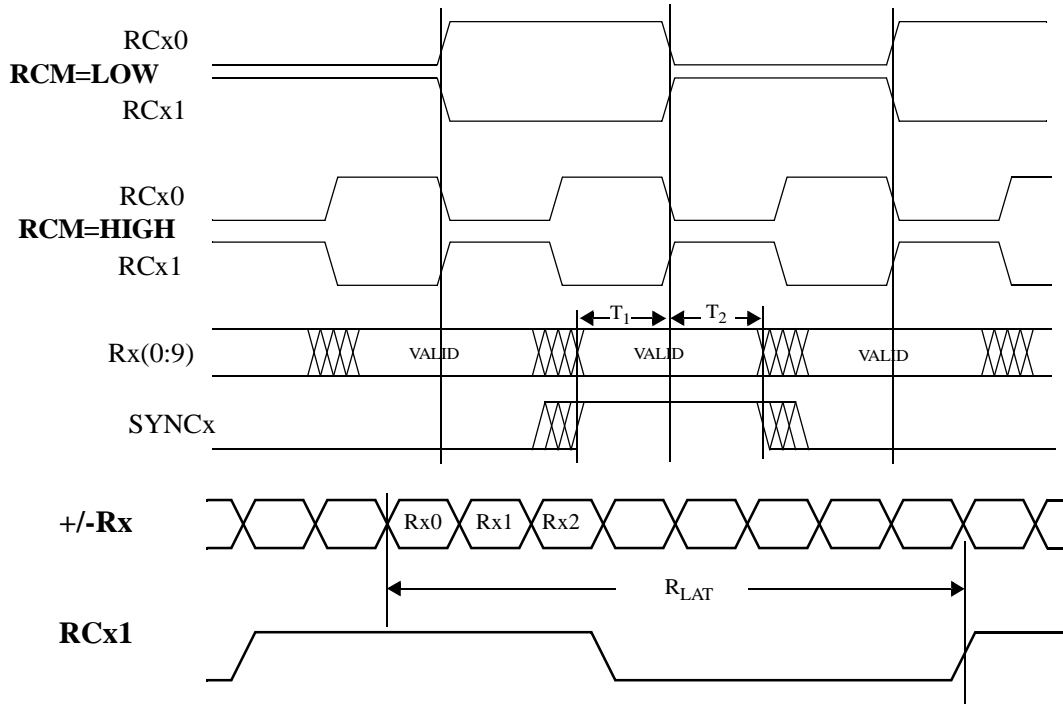 RCx0
RCM=LOW
RCx1
RCx0
RCM=HIGH
RCx1
T1 T2
Rx(0:9) VALID VALID VALID
SYNCx
+/-Rx Rx0 Rx1 Rx2
RLAT
RCx1